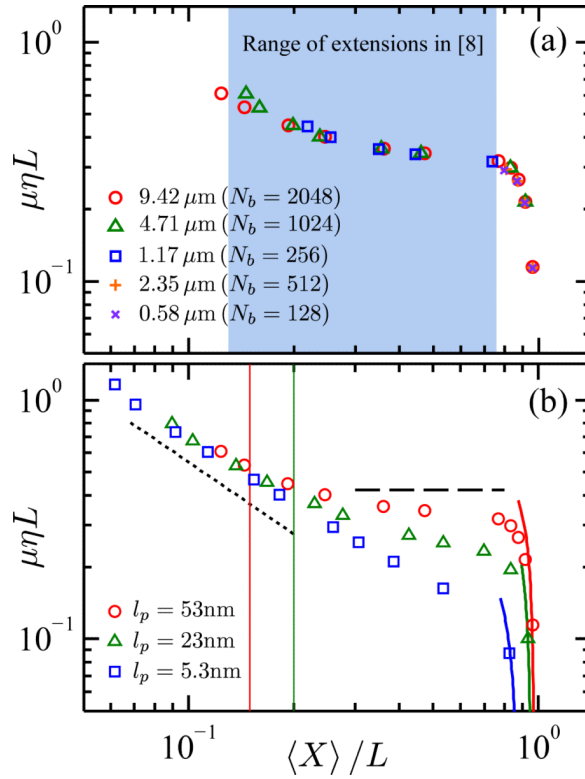 (a)
Range of extensions in [8]
10⁰
μηL
10⁻¹
9.42 μm (N_b = 2048)
4.71 μm (N_b = 1024)
1.17 μm (N_b = 256)
2.35 μm (N_b = 512)
0.58 μm (N_b = 128)
(b)
10⁰
μηL
10⁻¹
l_p = 53nm
l_p = 23nm
l_p = 5.3nm
10⁻¹
10⁰
⟨X⟩/L